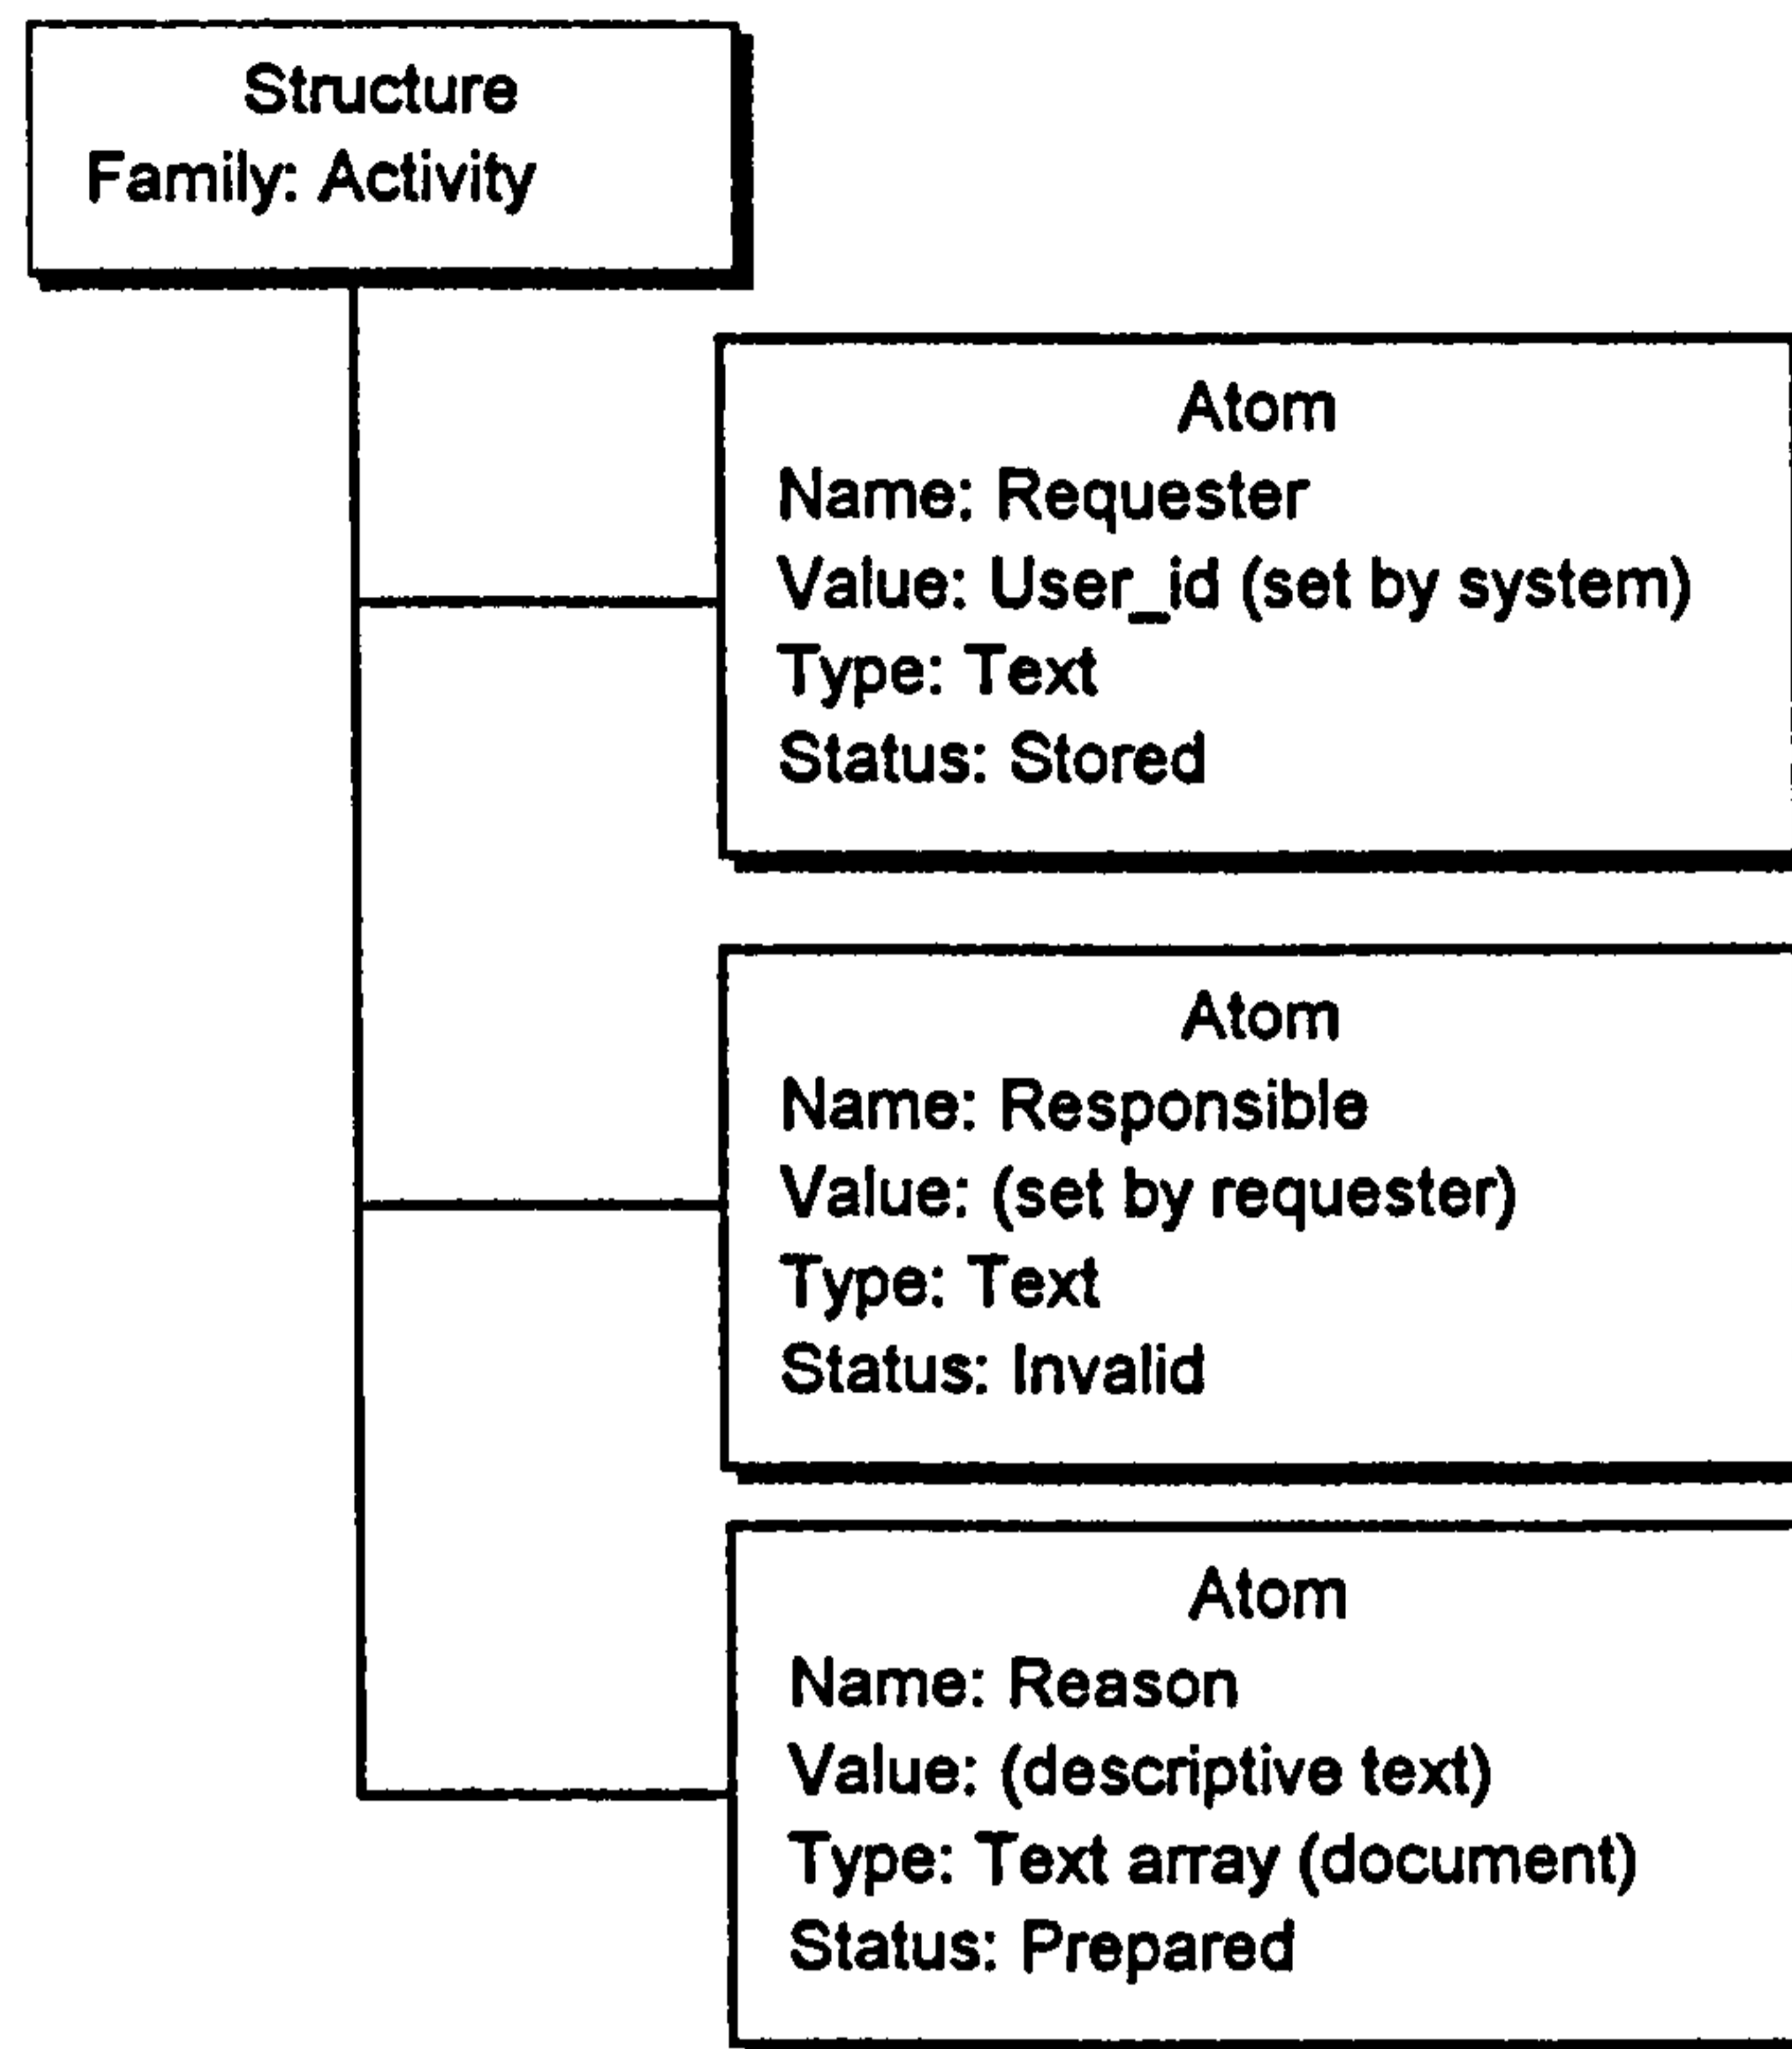 Structure
Family: Activity
Atom
Name: Requester
Value: User_id (set by system)
Type: Text
Status: Stored
Atom
Name: Responsible
Value: (set by requester)
Type: Text
Status: Invalid
Atom
Name: Reason
Value: (descriptive text)
Type: Text array (document)
Status: Prepared